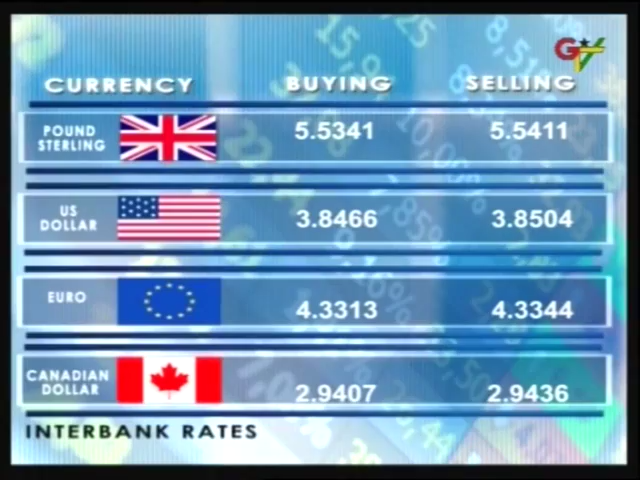 GTV
CURRENCY BUYING SELLING
POUND STERLING 5.5341 5.5411
US DOLLAR 3.8466 3.8504
EURO 4.3313 4.3344
CANADIAN DOLLAR 2.9407 2.9436
INTERBANK RATES